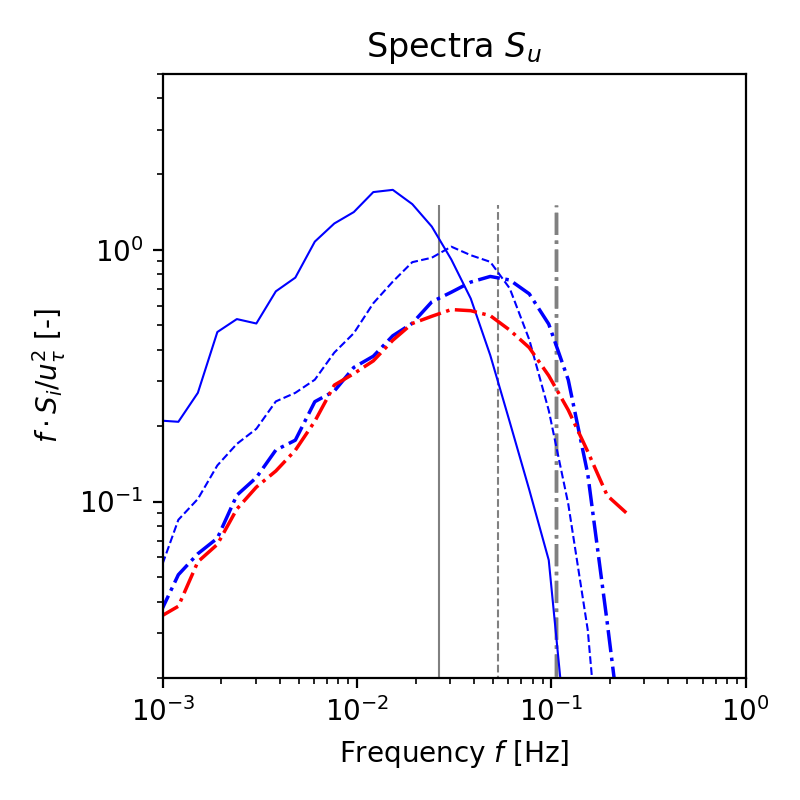 Spectra $S_u$
$f \cdot S_i/u_\tau^2$ [-]
$10^0$
$10^{-1}$
$10^{-3}$ $10^{-2}$ $10^{-1}$ $10^0$
Frequency $f$ [Hz]